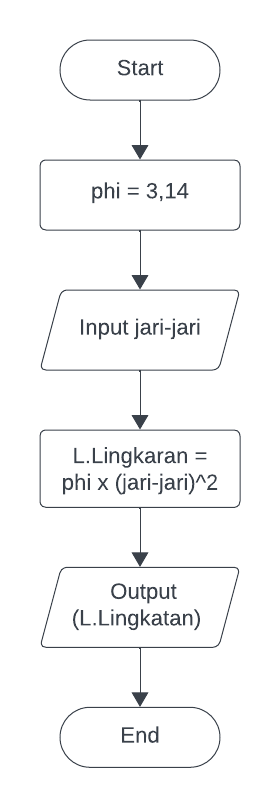 Start
phi = 3,14
Input jari-jari
L.Lingkaran =
phi x (jari-jari)^2
Output
(L.Lingkatan)
End